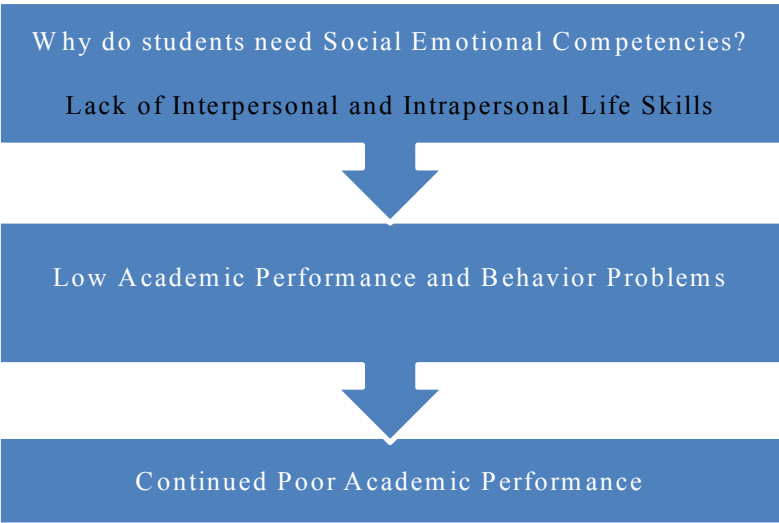 Why do students need Social Emotional Competencies?
Lack of Interpersonal and Intrapersonal Life Skills
Low Academic Performance and Behavior Problems
Continued Poor Academic Performance